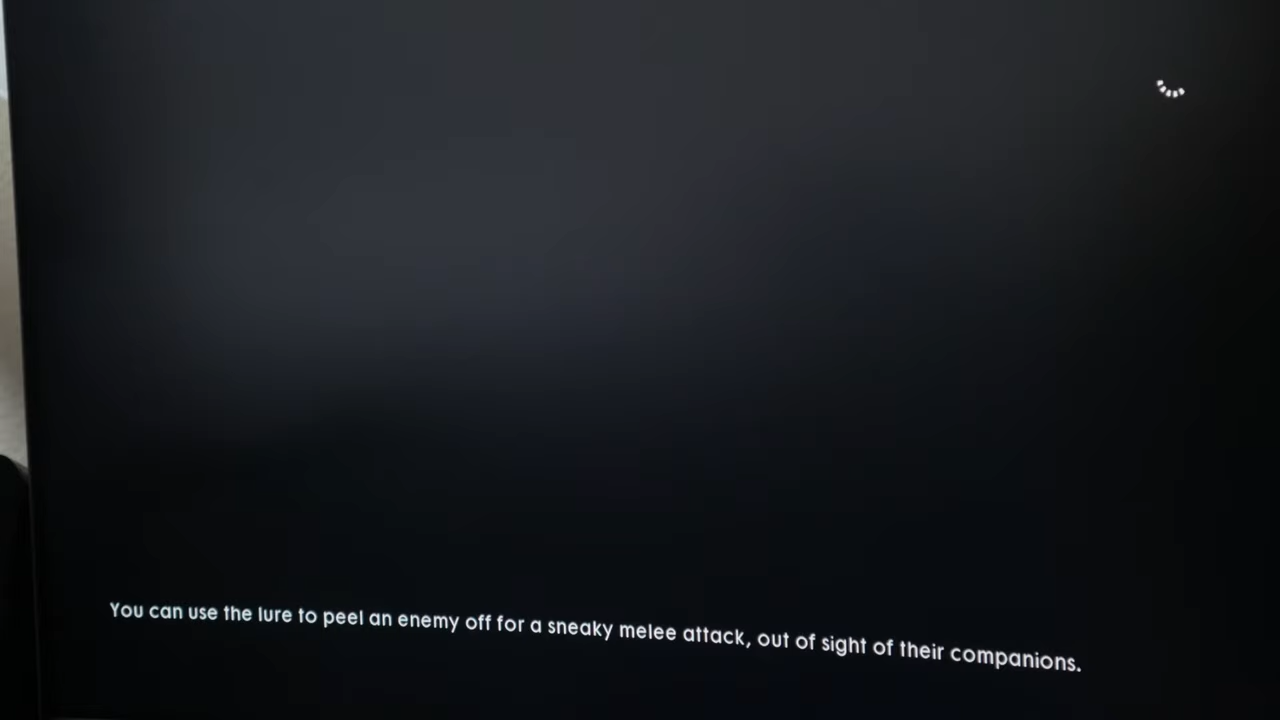 You can use the lure to peel an enemy off for a sneaky melee attack, out of sight of their companions.